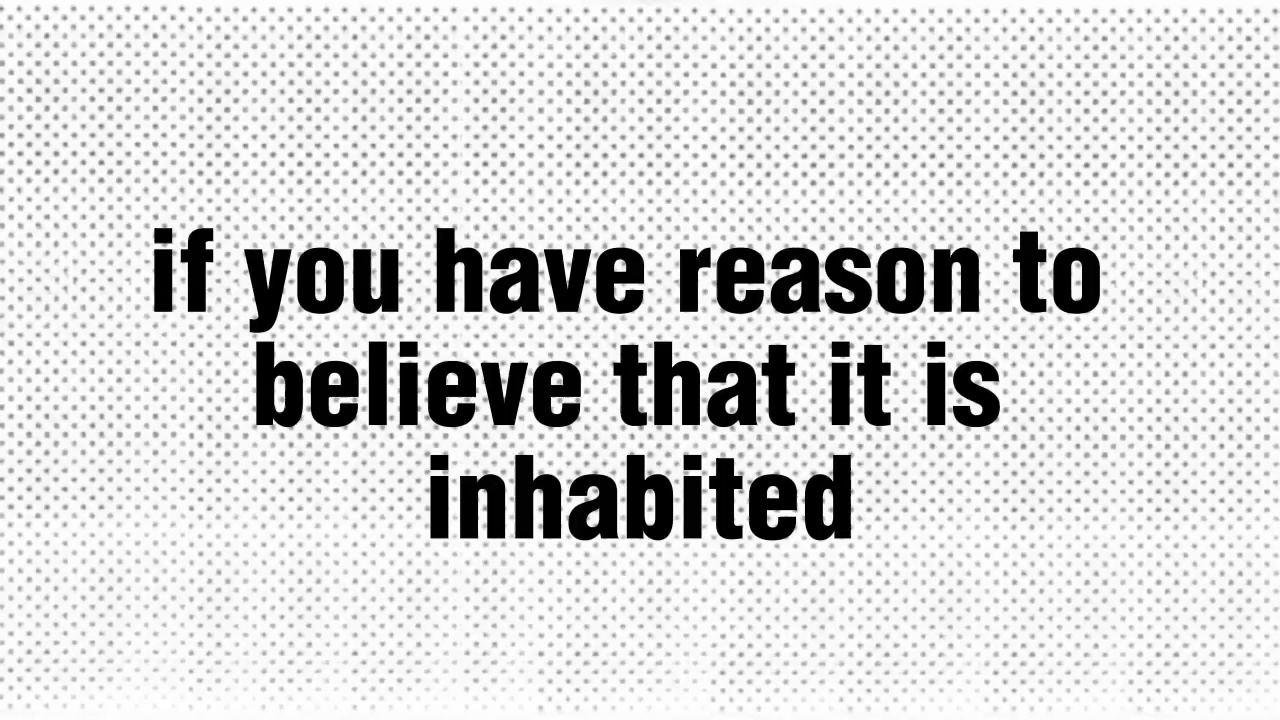 if you have reason to
believe that it is
inhabited